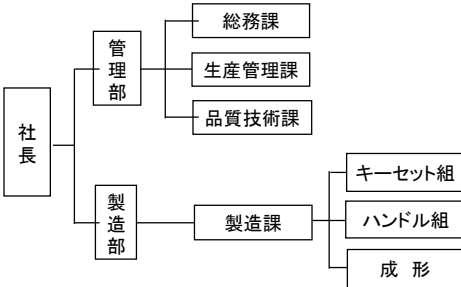 社長
管理部
総務課
生産管理課
品質技術課
製造部
製造課
キーセット組
ハンドル組
成 形